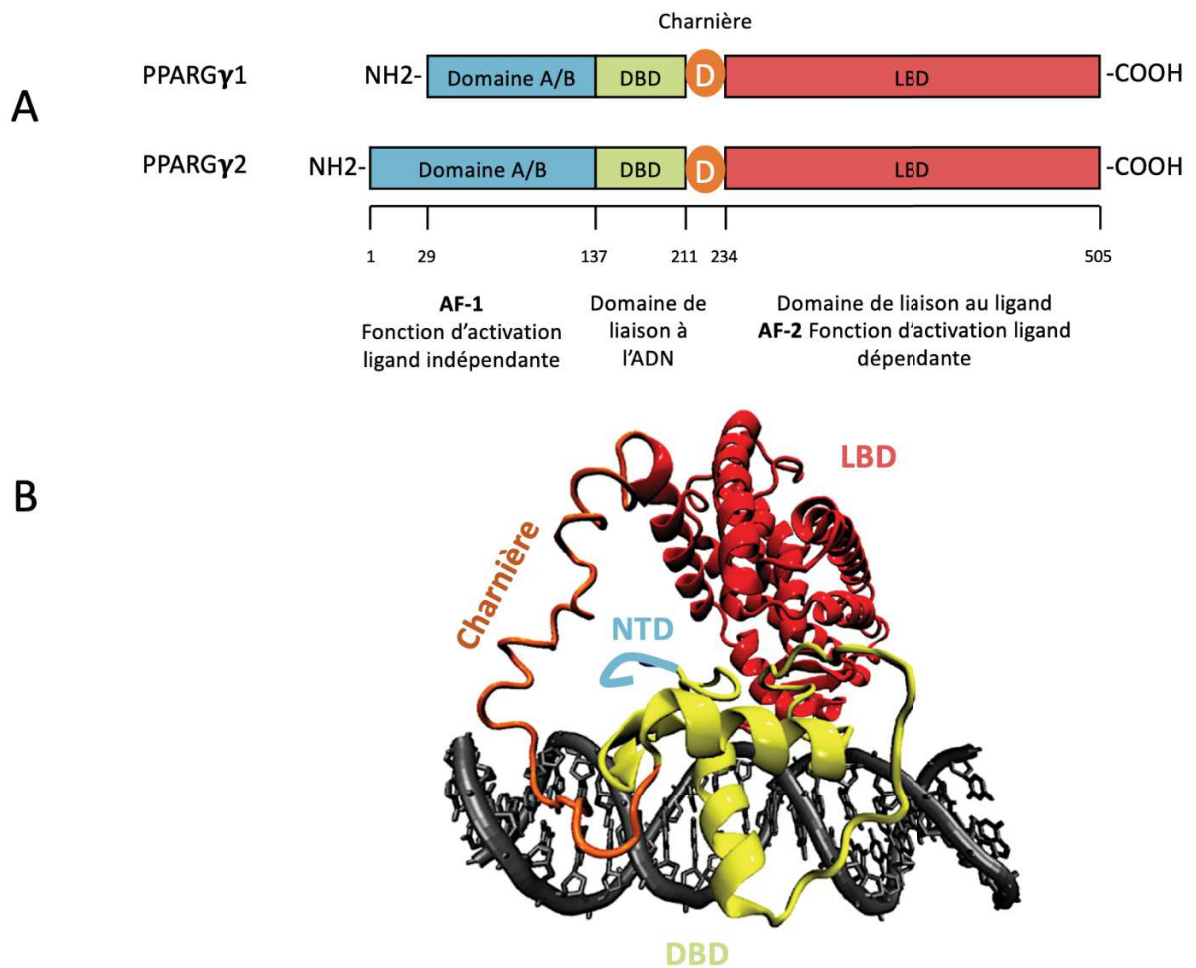 Charnière
A
PPARGγ1
NH2-
Domaine A/B
DBD
D
LBD
-COOH
PPARGγ2
NH2-
Domaine A/B
DBD
D
LBD
-COOH
1 29 137 211 234 505
AF-1
Fonction d'activation
ligand indépendante
Domaine de
liaison à
l'ADN
Domaine de liaison au ligand
AF-2 Fonction d'activation ligand
dépendante
B
LBD
Charnière
NTD
DBD